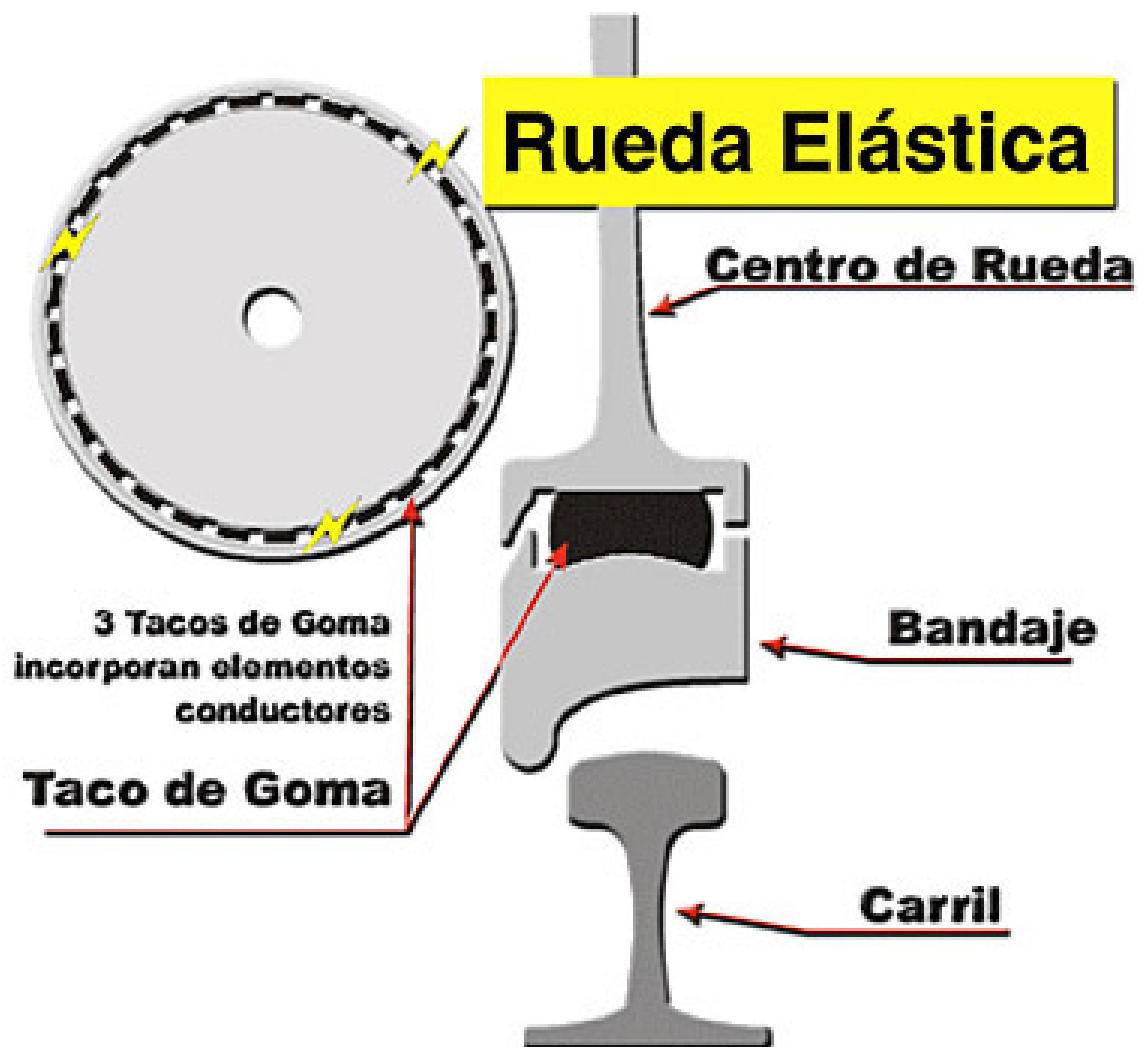 Rueda Elástica
Centro de Rueda
3 Tacos de Goma
incorporan elementos
conductores
Bandaje
Taco de Goma
Carril